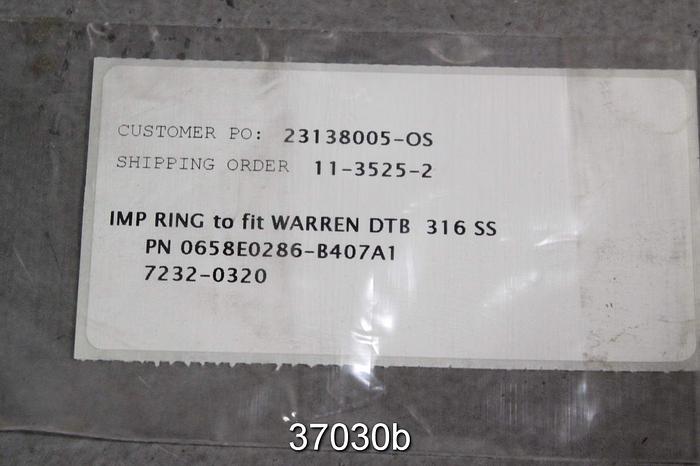 CUSTOMER PO: 23138005-OS
SHIPPING ORDER 11-3525-2
IMP RING to fit WARREN DTB 316 SS
PN 0658E0286-B407A1
7232-0320
37030b